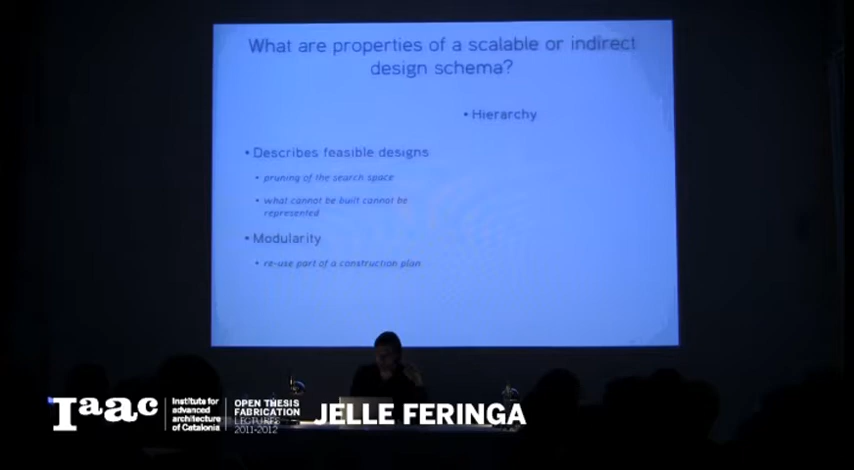 What are properties of a scalable or indirect
design schema?
• Hierarchy
• Describes feasible designs
• pruning of the search space
• what cannot be built cannot be
represented
• Modularity
• re-use part of a construction plan
Iaac
Institute for
advanced
architecture
of Catalonia
OPEN THESIS
FABRICATION
LECTURES
2011-2012
JELLE FERINGA